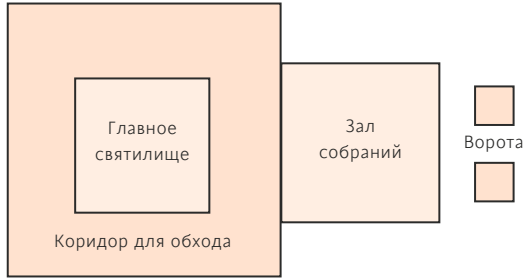 Главное
святилище
Коридор для обхода
Зал
собраний
Ворота